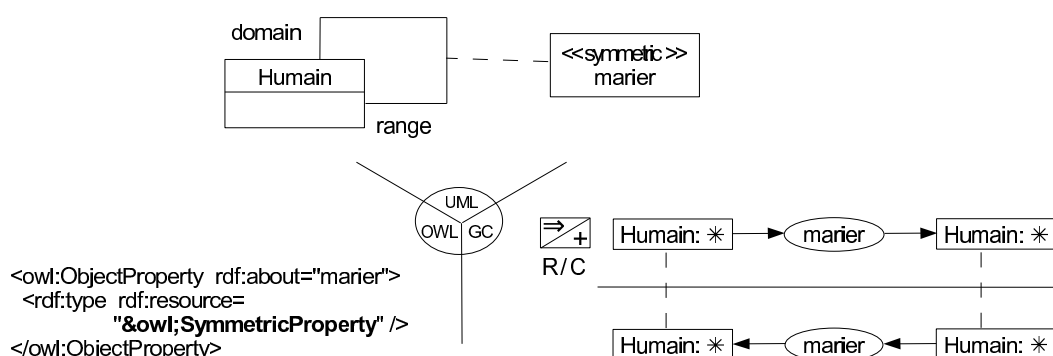 domain
<<symmetric>>
marier
Humain
range
UML
OWL GC
⇒
+
R/C
Humain: ✳ marier Humain: ✳
<owl:ObjectProperty rdf:about="marier">
<rdf:type rdf:resource=
"&owl;SymmetricProperty" />
</owl:ObjectProperty>
Humain: ✳ marier Humain: ✳